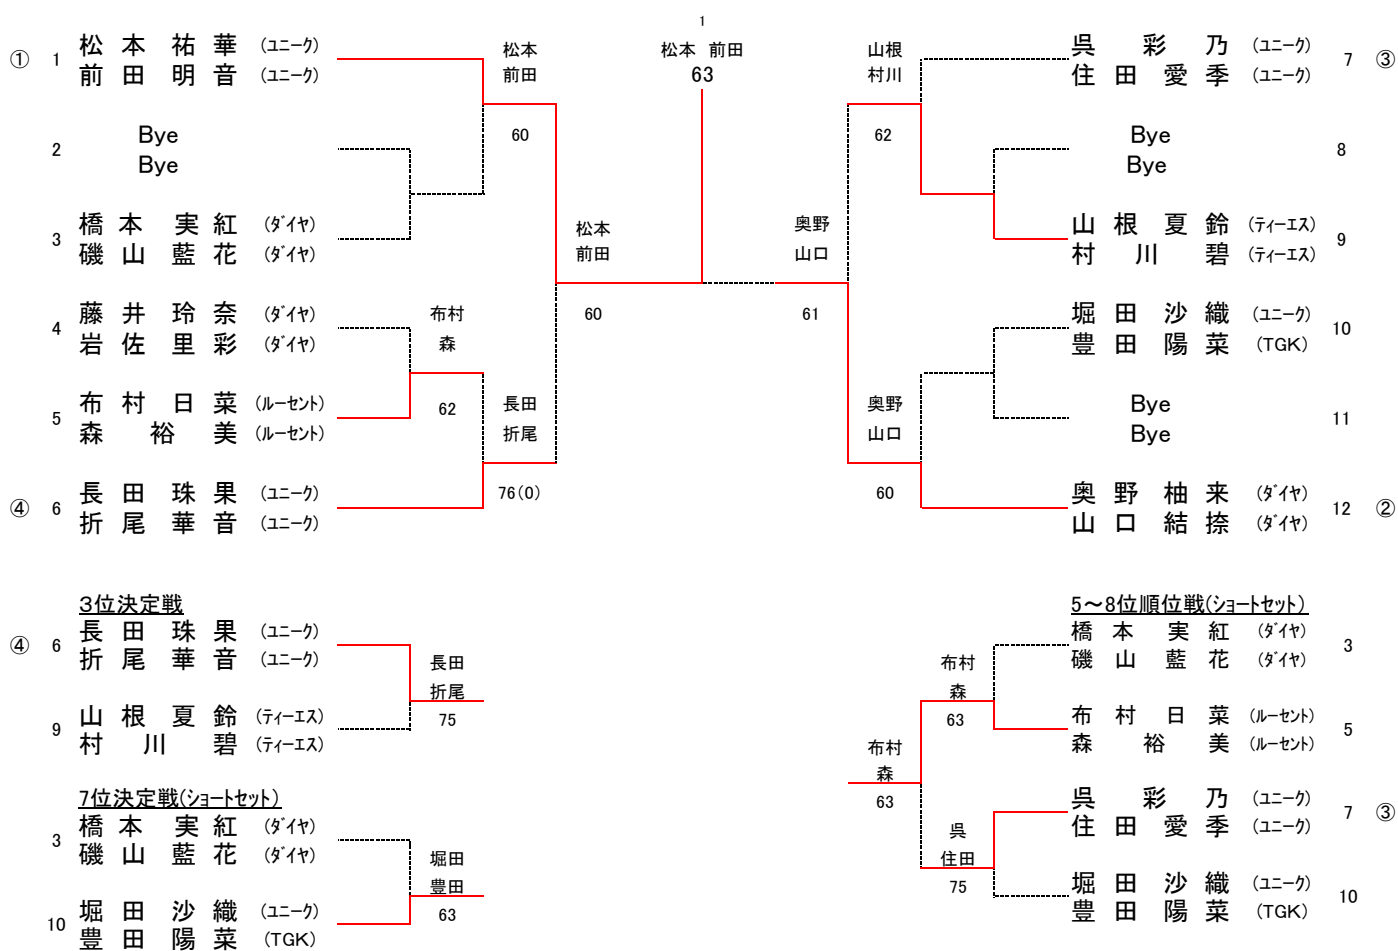 1
① 1 松本 祐華 (ユニーク)
前田 明音 (ユニーク)
2 Bye
Bye
3 橋本 実紅 (ダイヤ)
磯山 藍花 (ダイヤ)
4 藤井 玲奈 (ダイヤ)
岩佐 里彩 (ダイヤ)
5 布村 日菜 (ルーセント)
森 裕美 (ルーセント)
④ 6 長田 珠果 (ユニーク)
折尾 華音 (ユニーク)
松本
前田
60
布村
森
62
長田
折尾
76(0)
松本
前田
60
松本 前田
63
奥野
山口
61
山根
村川
62
奥野
山口
60
呉 彩乃 (ユニーク) 7 ③
住田 愛季 (ユニーク)
Bye 8
Bye
山根 夏鈴 (ティーエス) 9
村川 碧 (ティーエス)
堀田 沙織 (ユニーク) 10
豊田 陽菜 (TGK)
Bye 11
Bye
奥野 柚来 (ダイヤ) 12 ②
山口 結捺 (ダイヤ)
3位決定戦
④ 6 長田 珠果 (ユニーク)
折尾 華音 (ユニーク)
9 山根 夏鈴 (ティーエス)
村川 碧 (ティーエス)
長田
折尾
75
7位決定戦(ショートセット)
3 橋本 実紅 (ダイヤ)
磯山 藍花 (ダイヤ)
10 堀田 沙織 (ユニーク)
豊田 陽菜 (TGK)
堀田
豊田
63
5～8位順位戦(ショートセット)
橋本 実紅 (ダイヤ) 3
磯山 藍花 (ダイヤ)
布村 日菜 (ルーセント) 5
森 裕美 (ルーセント)
呉 彩乃 (ユニーク) 7 ③
住田 愛季 (ユニーク)
堀田 沙織 (ユニーク) 10
豊田 陽菜 (TGK)
布村
森
63
呉
住田
75
布村
森
63